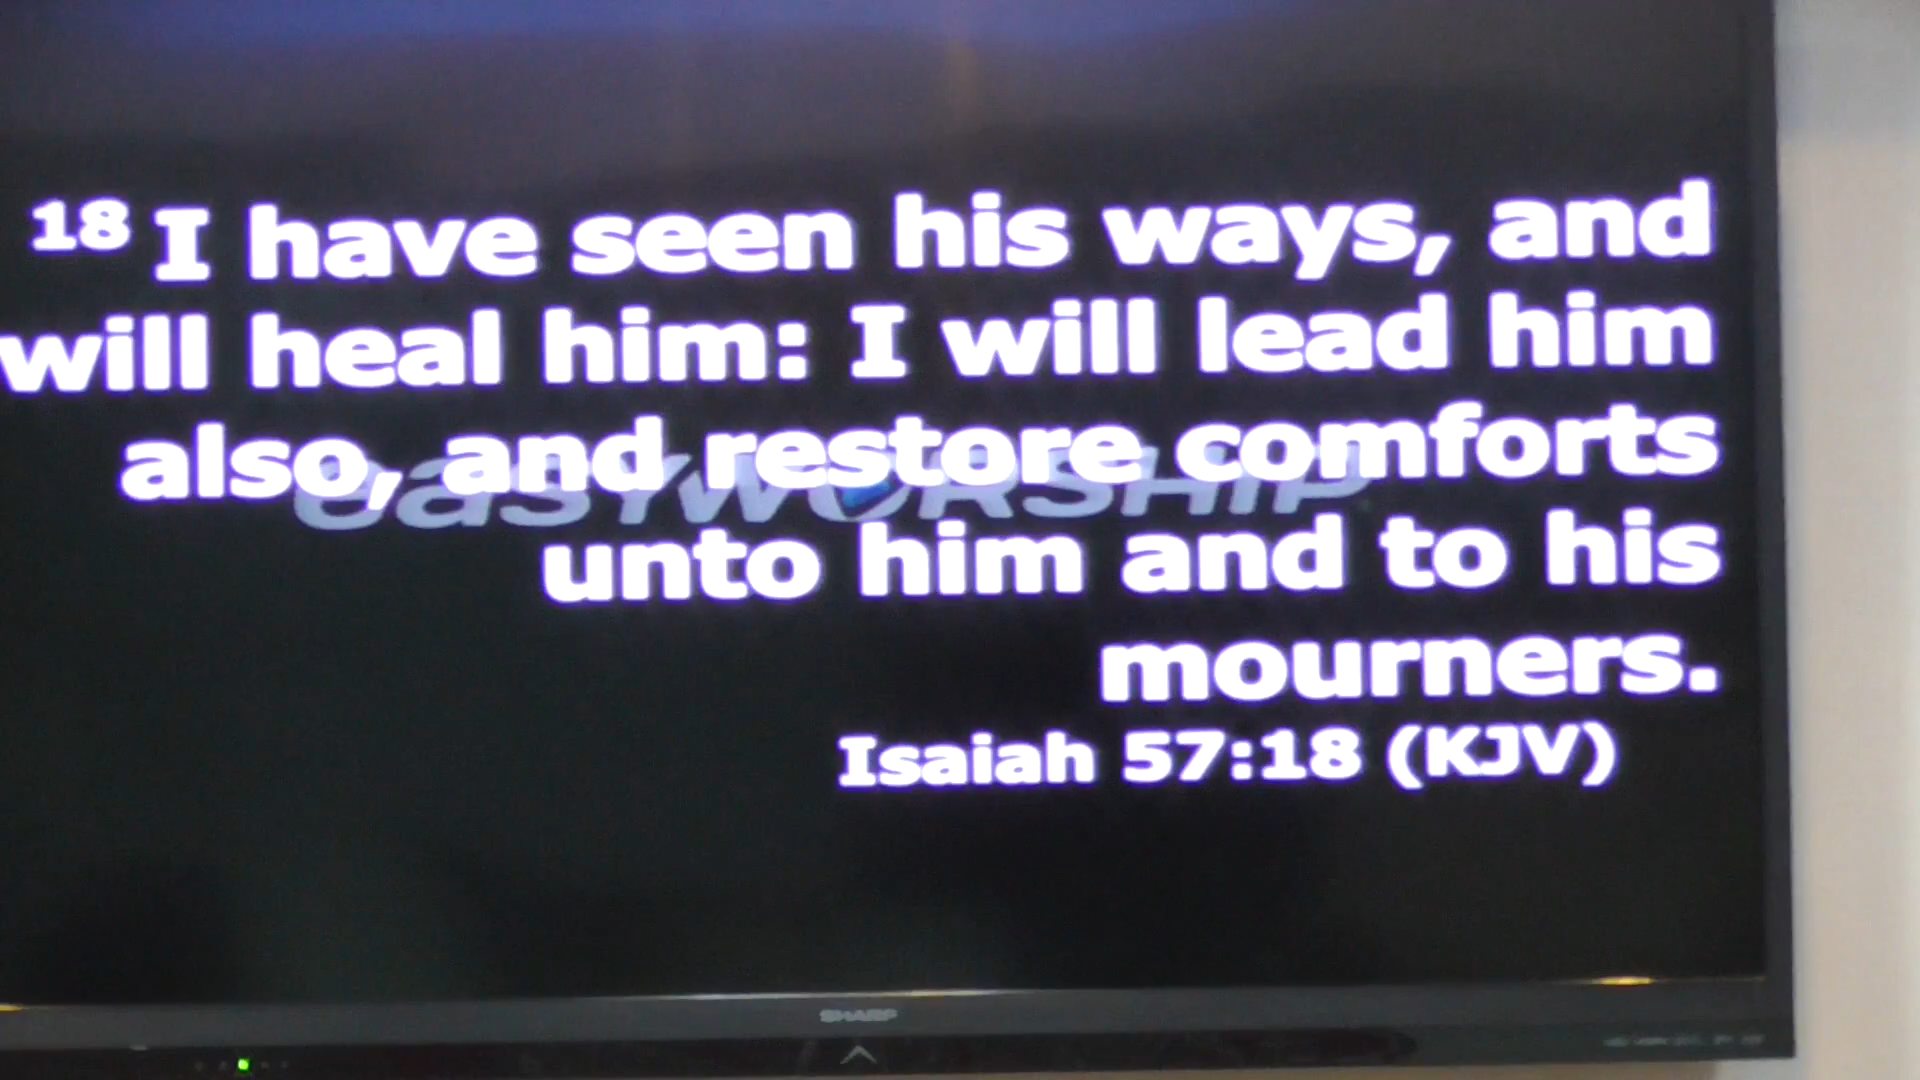 18 I have seen his ways, and
will heal him: I will lead him
also, and restore comforts
easyworship
unto him and to his
mourners.
Isaiah 57:18 (KJV)
SHARP